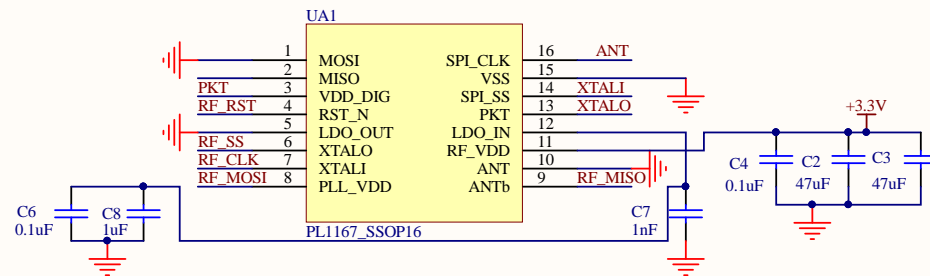 UA1
1 MOSI SPI_CLK 16 ANT
2 MISO VSS 15
PKT 3 VDD_DIG SPI_SS 14 XTALI
RF_RST 4 RST_N PKT 13 XTALO
5 LDO_OUT LDO_IN 12
RF_SS 6 XTALO RF_VDD 11
RF_CLK 7 XTALI ANT 10
RF_MOSI 8 PLL_VDD ANTb 9 RF_MISO
PL1167_SSOP16
+3.3V
C4 C2 C3
0.1uF 47uF 47uF
C6 C8 C7
0.1uF 1uF 1nF